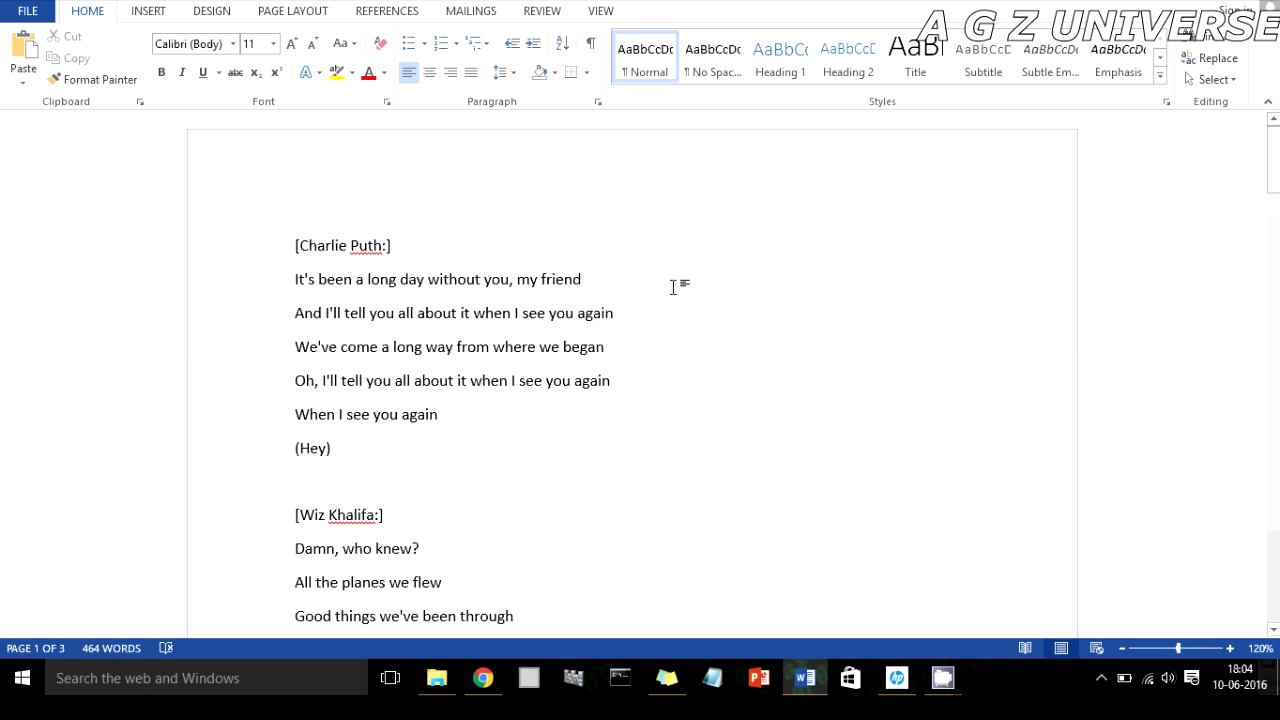 Sign in
A G Z UNIVERSE
FILE HOME INSERT DESIGN PAGE LAYOUT REFERENCES MAILINGS REVIEW VIEW
Paste
Cut
Copy
Format Painter
Clipboard
Calibri (Body) 11
Font
Paragraph
AaBbCcDc AaBbCcDc AaBbCc AaBbCcC AaBl AaBbCcD AaBbCcDc AaBbCcDc
¶ Normal ¶ No Spac... Heading 1 Heading 2 Title Subtitle Subtle Em... Emphasis
Styles
Replace
Select
Editing
[Charlie Puth:]
It's been a long day without you, my friend
And I'll tell you all about it when I see you again
We've come a long way from where we began
Oh, I'll tell you all about it when I see you again
When I see you again
(Hey)
[Wiz Khalifa:]
Damn, who knew?
All the planes we flew
Good things we've been through
PAGE 1 OF 3 464 WORDS 120%
Search the web and Windows
18:04
10-06-2016